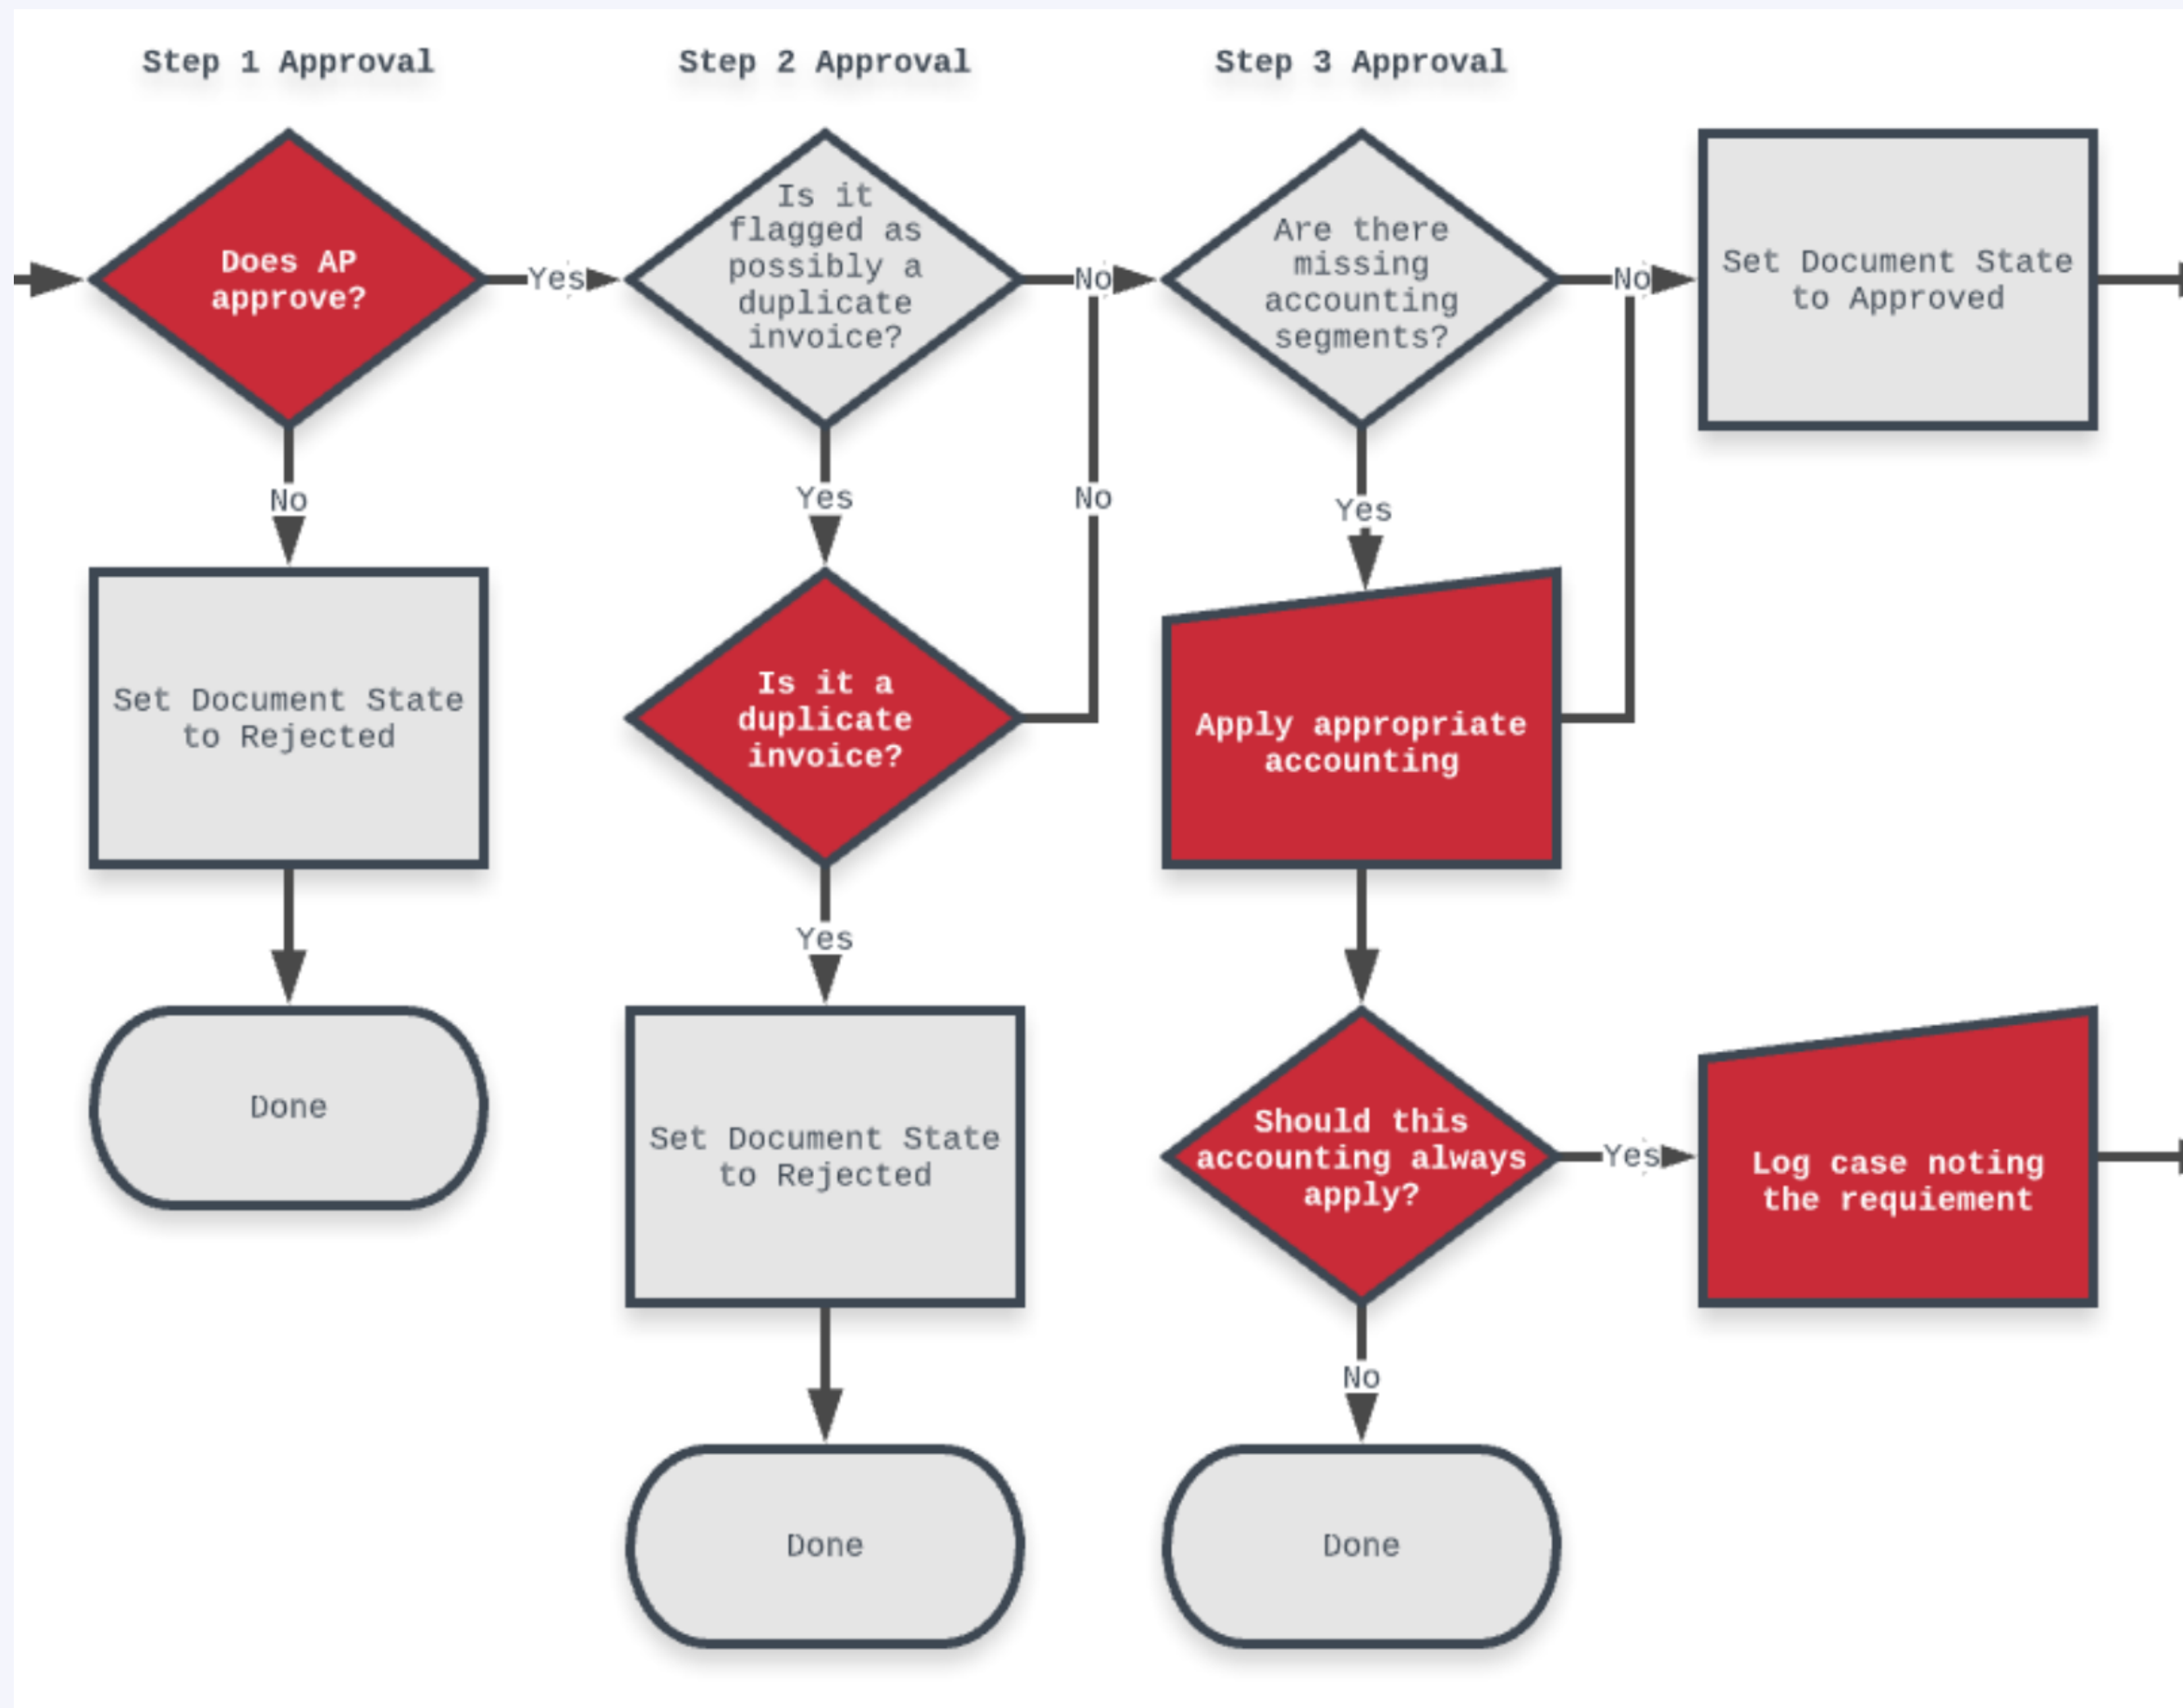 Step 1 Approval
Step 2 Approval
Step 3 Approval
Does AP
approve?
Yes
Is it
flagged as
possibly a
duplicate
invoice?
No
Are there
missing
accounting
segments?
No
Set Document State
to Approved
No
Yes
No
Yes
Set Document State
to Rejected
Is it a
duplicate
invoice?
Apply appropriate
accounting
Yes
Done
Set Document State
to Rejected
Should this
accounting always
apply?
Yes
Log case noting
the requiement
No
Done
Done